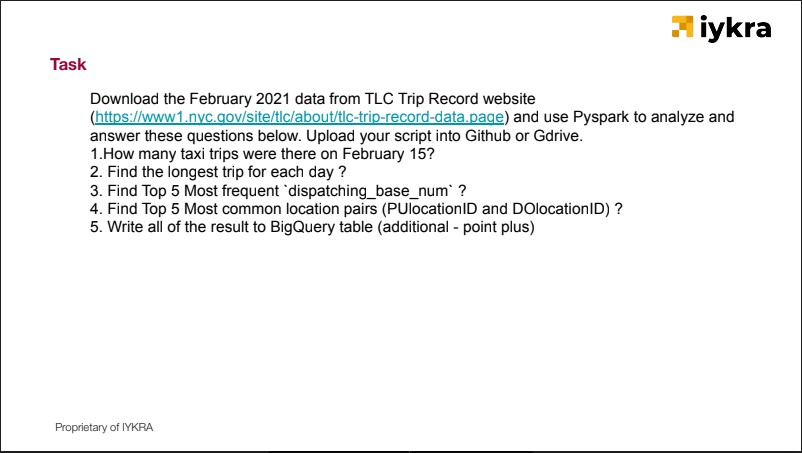 iykra
Task
Download the February 2021 data from TLC Trip Record website
(https://www1.nyc.gov/site/tlc/about/tlc-trip-record-data.page) and use Pyspark to analyze and
answer these questions below. Upload your script into Github or Gdrive.
1.How many taxi trips were there on February 15?
2. Find the longest trip for each day ?
3. Find Top 5 Most frequent `dispatching_base_num` ?
4. Find Top 5 Most common location pairs (PUlocationID and DOlocationID) ?
5. Write all of the result to BigQuery table (additional - point plus)
Proprietary of IYKRA